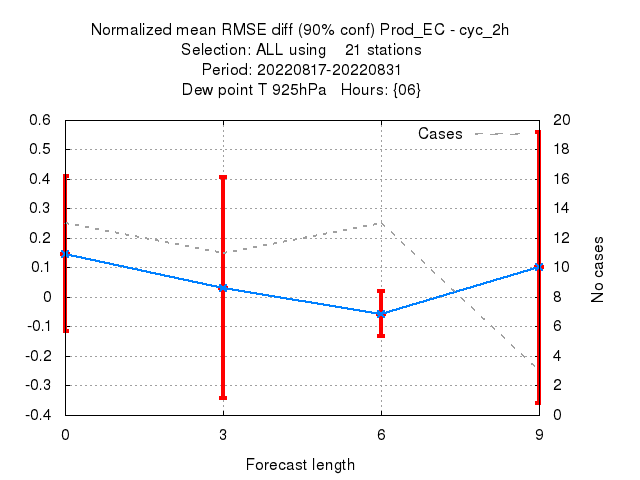 Normalized mean RMSE diff (90% conf) Prod_EC - cyc_2h
Selection: ALL using    21 stations
Period: 20220817-20220831
Dew point T 925hPa   Hours: {06}
Cases
0.6
0.5
0.4
0.3
0.2
0.1
0
-0.1
-0.2
-0.3
-0.4
20
18
16
14
12
10
8
6
4
2
0
No cases
0 3 6 9
Forecast length